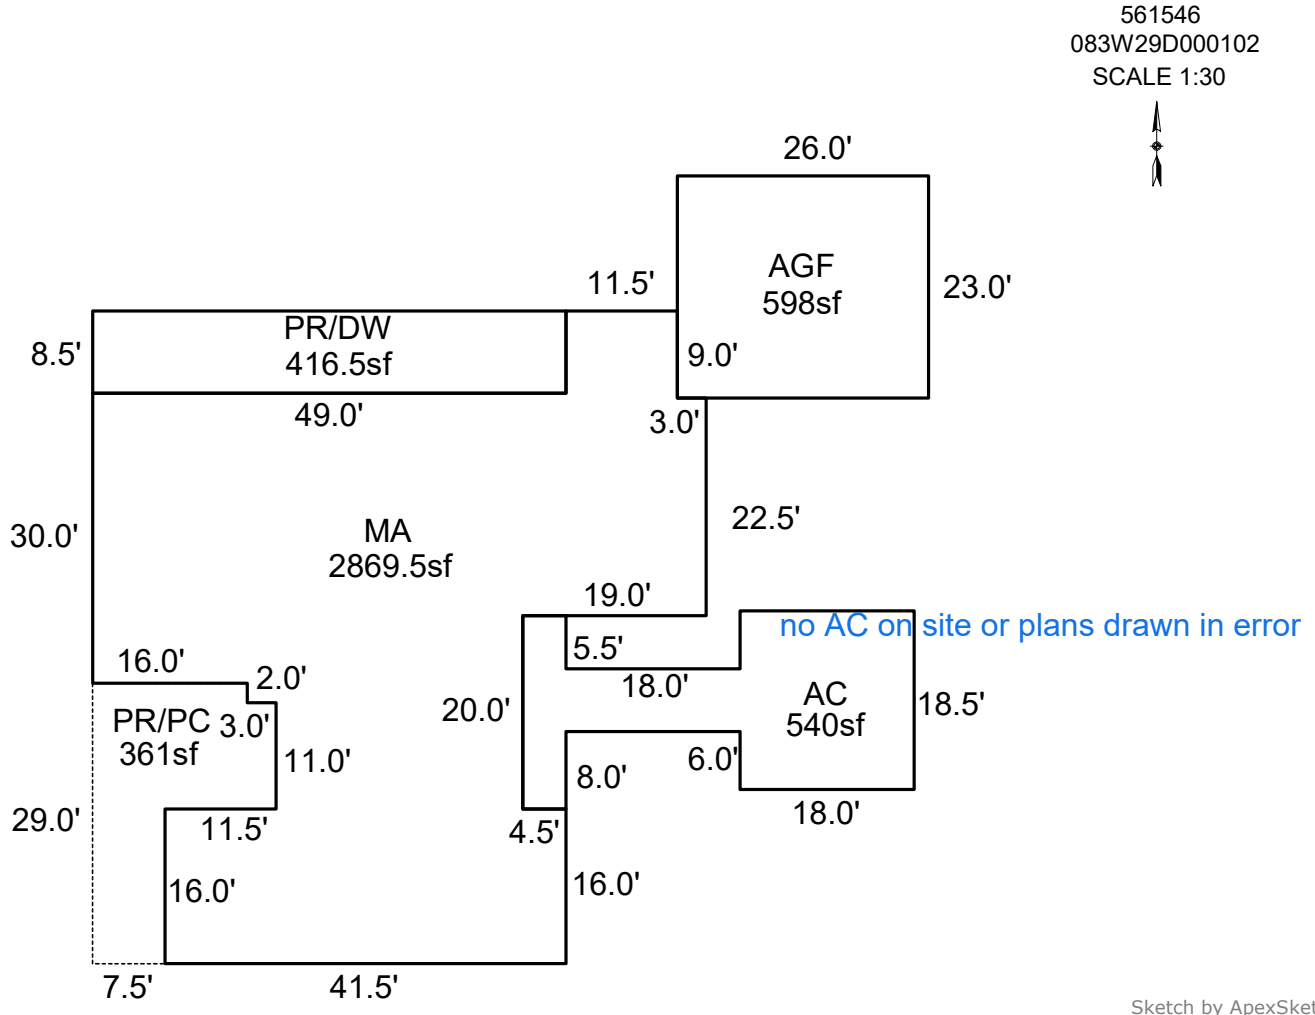 561546
083W29D000102
SCALE 1:30
26.0'
AGF
598sf
23.0'
11.5'
PR/DW
416.5sf
8.5'
9.0'
49.0'
3.0'
22.5'
30.0'
MA
2869.5sf
19.0'
no AC on site or plans drawn in error
5.5'
16.0'
2.0'
18.0'
AC
540sf
18.5'
20.0'
PR/PC
361sf
3.0'
11.0'
6.0'
8.0'
18.0'
29.0'
11.5'
4.5'
16.0'
16.0'
7.5'
41.5'
Sketch by ApexSket